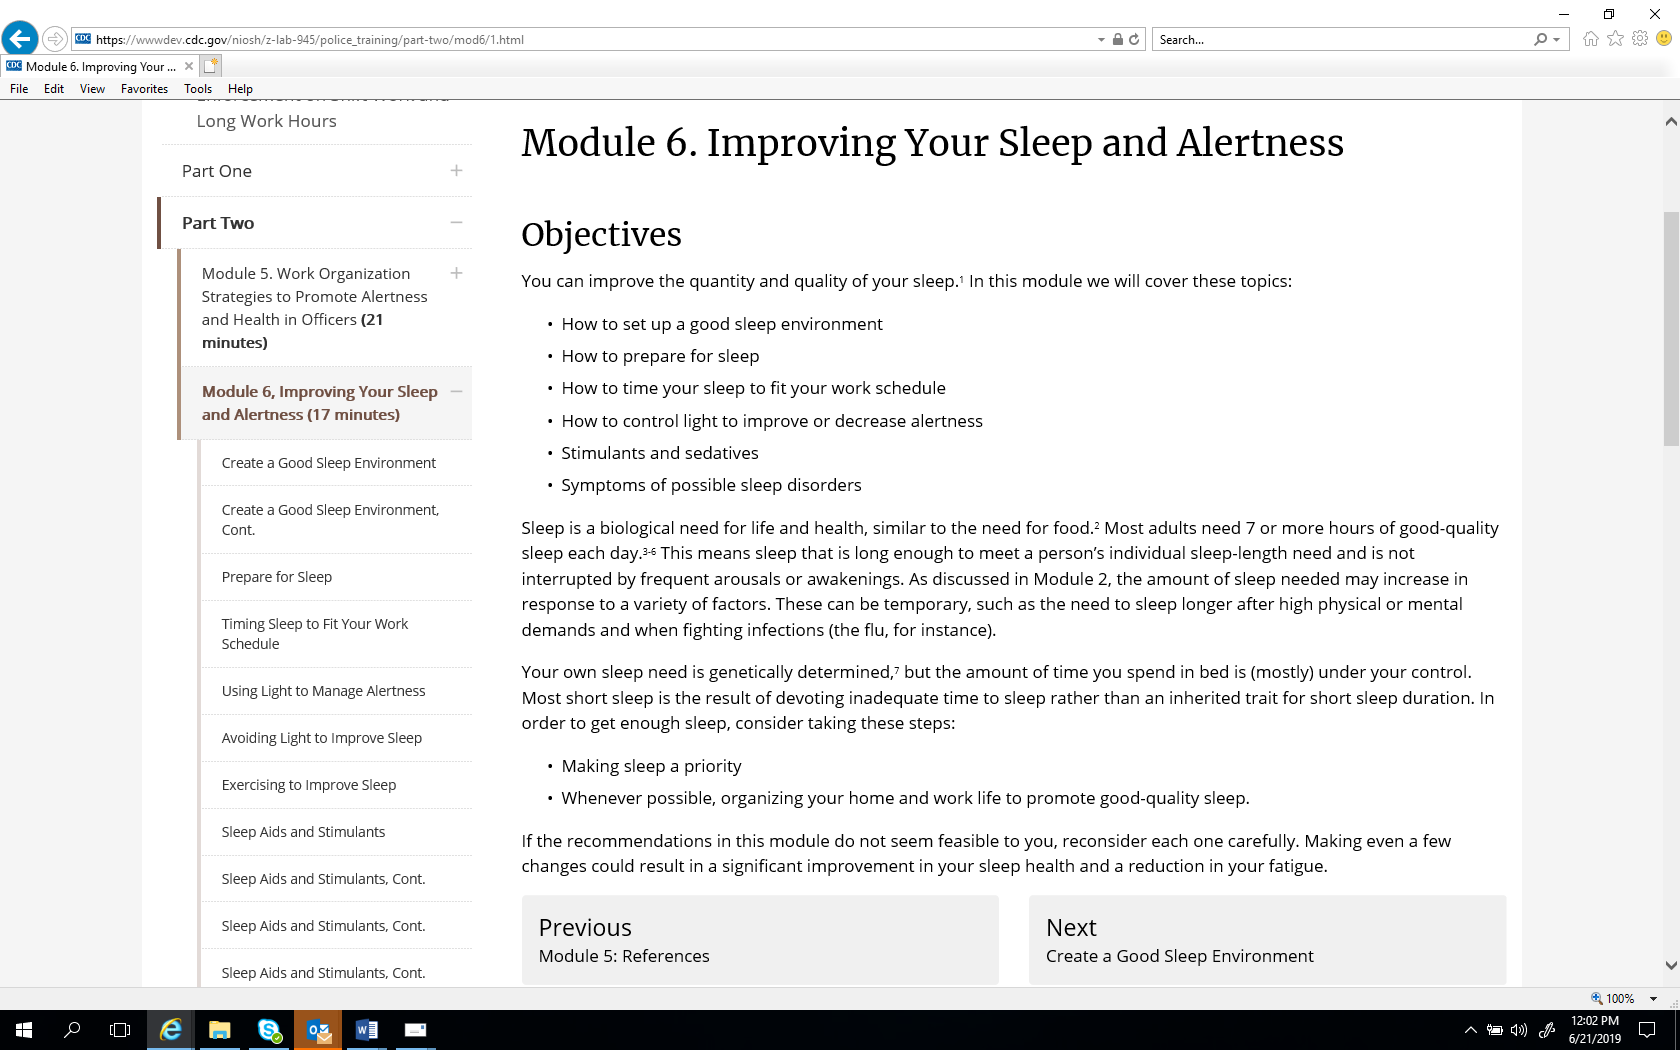 https://wwwdev.cdc.gov/niosh/z-lab-945/police_training/part-two/mod6/1.html
Search...
CDC
Module 6. Improving Your ...
File Edit View Favorites Tools Help
Long Work Hours
Part One
Part Two
Module 5. Work Organization
Strategies to Promote Alertness
and Health in Officers (21
minutes)
Module 6, Improving Your Sleep
and Alertness (17 minutes)
Create a Good Sleep Environment
Create a Good Sleep Environment,
Cont.
Prepare for Sleep
Timing Sleep to Fit Your Work
Schedule
Using Light to Manage Alertness
Avoiding Light to Improve Sleep
Exercising to Improve Sleep
Sleep Aids and Stimulants
Sleep Aids and Stimulants, Cont.
Sleep Aids and Stimulants, Cont.
Sleep Aids and Stimulants, Cont.
Module 6. Improving Your Sleep and Alertness
Objectives
You can improve the quantity and quality of your sleep.¹ In this module we will cover these topics:
• How to set up a good sleep environment
• How to prepare for sleep
• How to time your sleep to fit your work schedule
• How to control light to improve or decrease alertness
• Stimulants and sedatives
• Symptoms of possible sleep disorders
Sleep is a biological need for life and health, similar to the need for food.² Most adults need 7 or more hours of good-quality
sleep each day.³⁻⁶ This means sleep that is long enough to meet a person’s individual sleep-length need and is not
interrupted by frequent arousals or awakenings. As discussed in Module 2, the amount of sleep needed may increase in
response to a variety of factors. These can be temporary, such as the need to sleep longer after high physical or mental
demands and when fighting infections (the flu, for instance).
Your own sleep need is genetically determined,⁷ but the amount of time you spend in bed is (mostly) under your control.
Most short sleep is the result of devoting inadequate time to sleep rather than an inherited trait for short sleep duration. In
order to get enough sleep, consider taking these steps:
• Making sleep a priority
• Whenever possible, organizing your home and work life to promote good-quality sleep.
If the recommendations in this module do not seem feasible to you, reconsider each one carefully. Making even a few
changes could result in a significant improvement in your sleep health and a reduction in your fatigue.
Previous
Module 5: References
Next
Create a Good Sleep Environment
100%
12:02 PM
6/21/2019